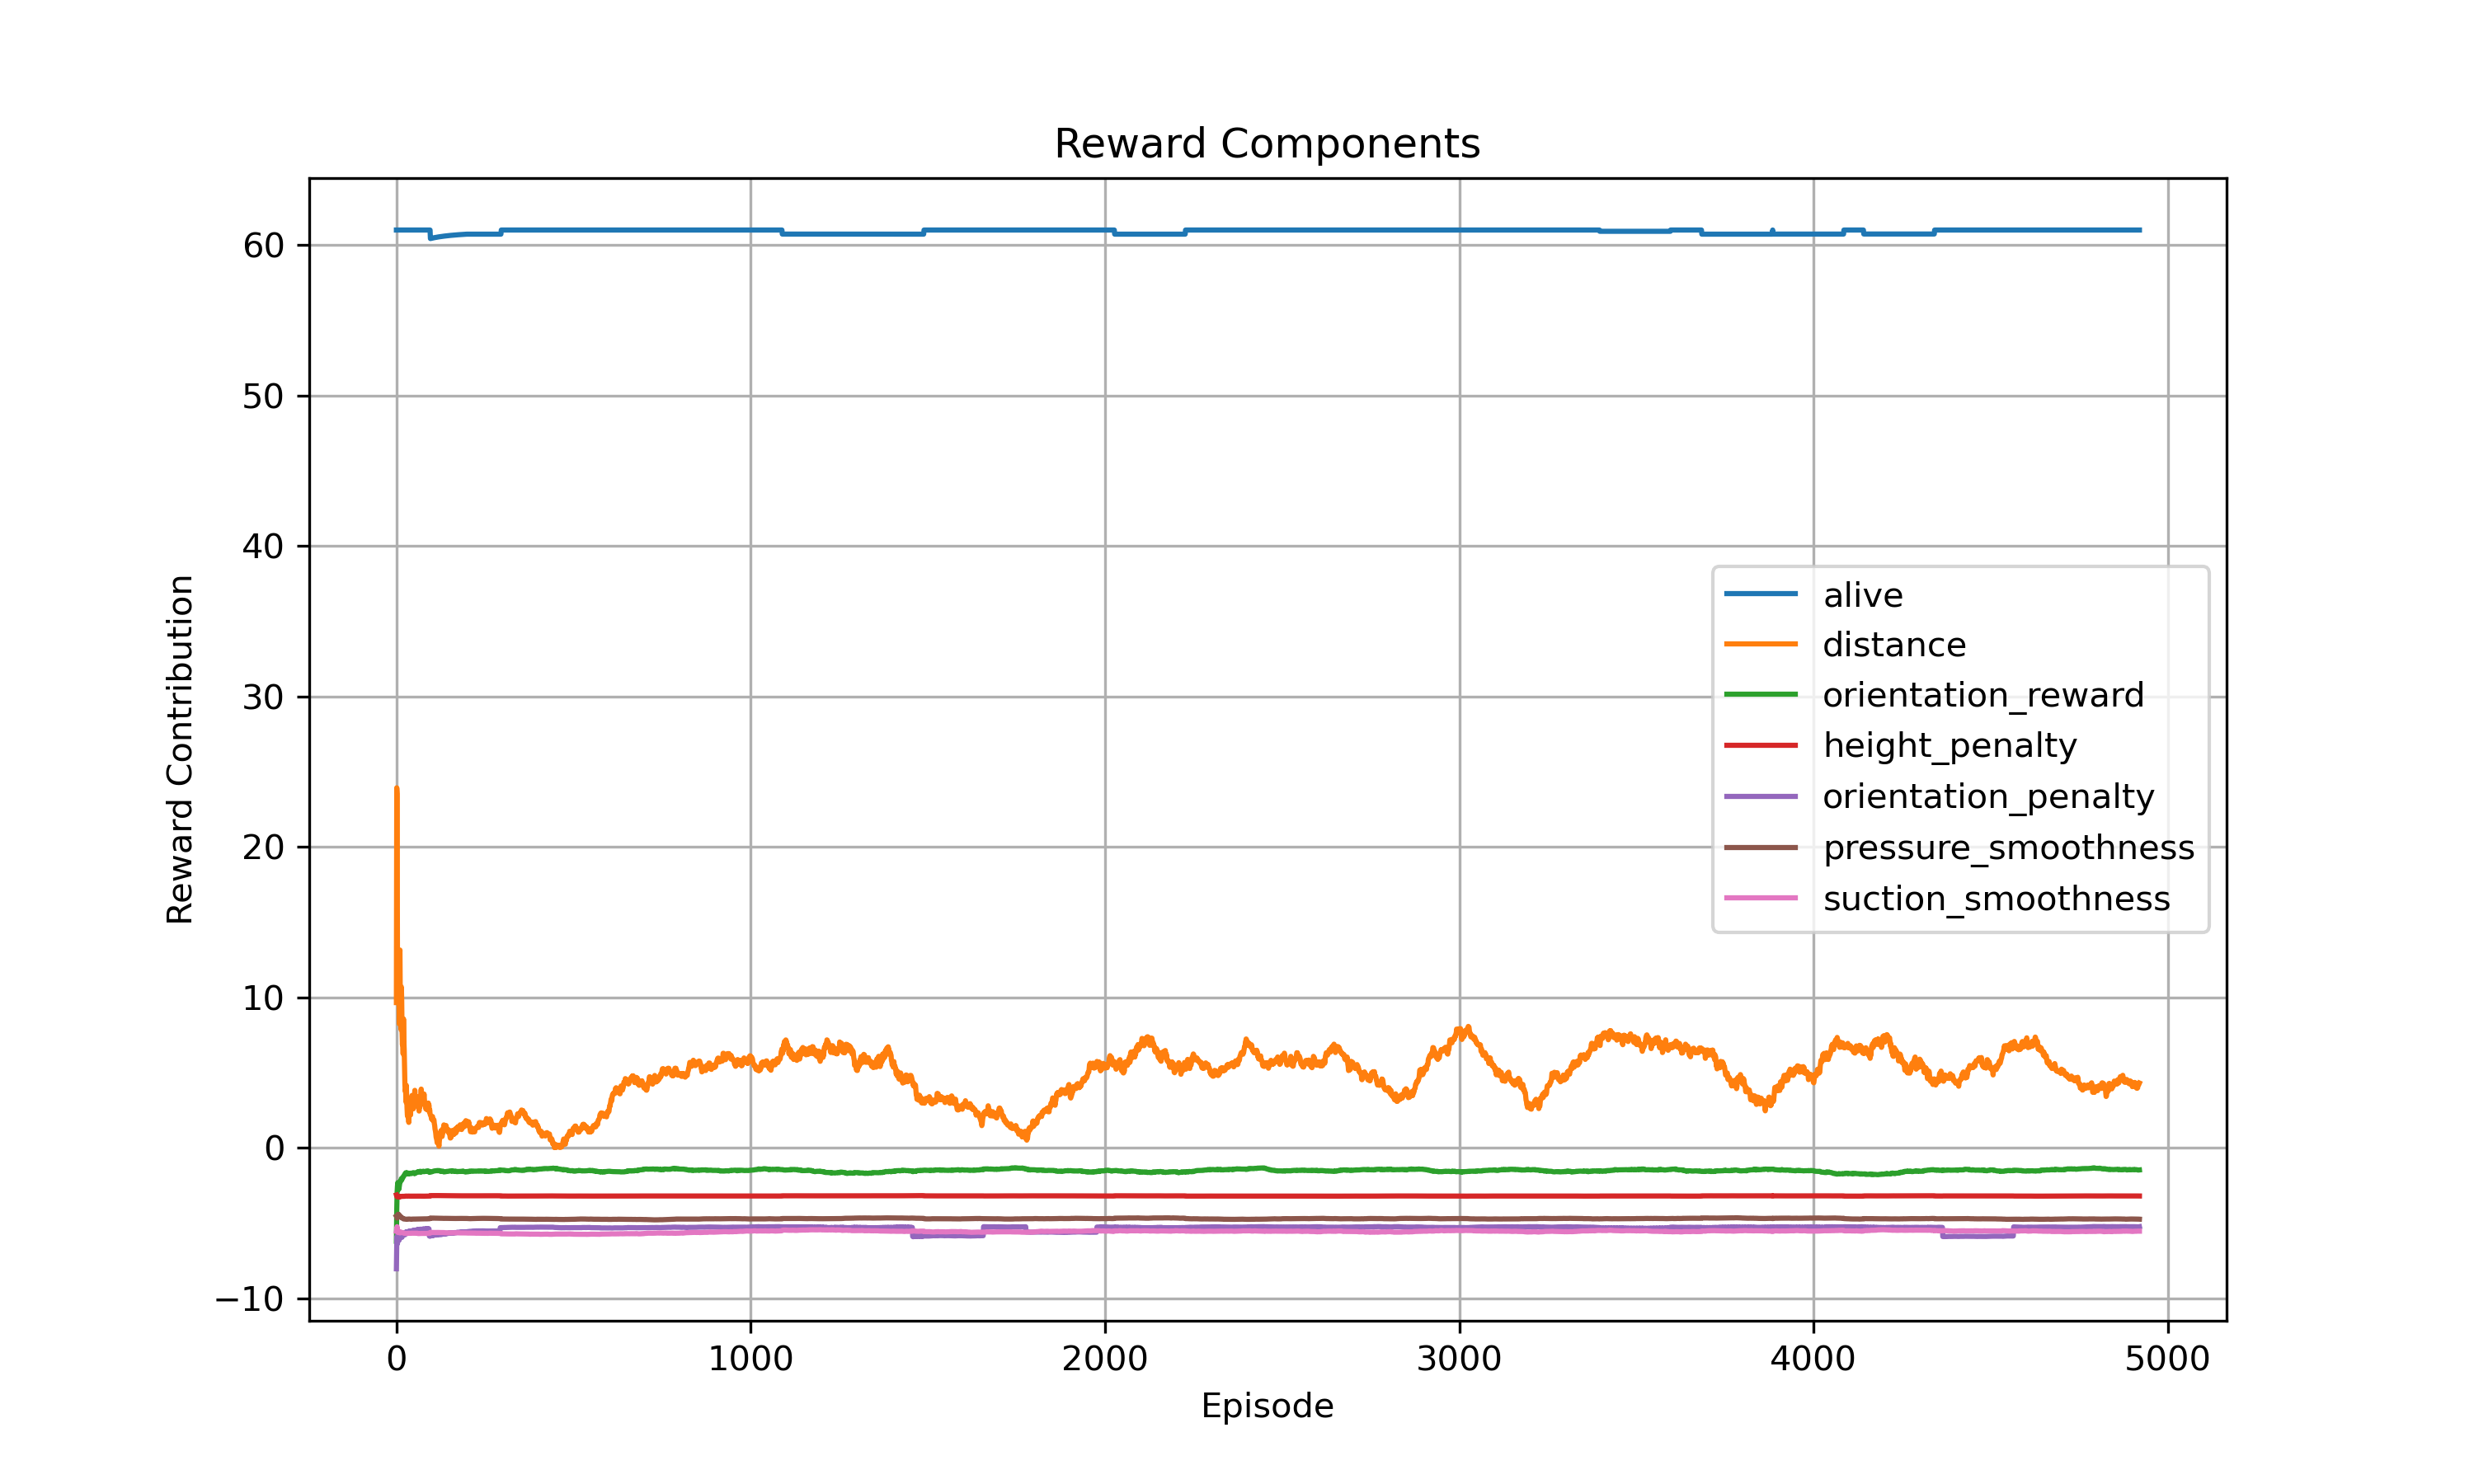 Reward Components
60
50
40
30
20
10
0
−10
Reward Contribution
alive
distance
orientation_reward
height_penalty
orientation_penalty
pressure_smoothness
suction_smoothness
0 1000 2000 3000 4000 5000
Episode